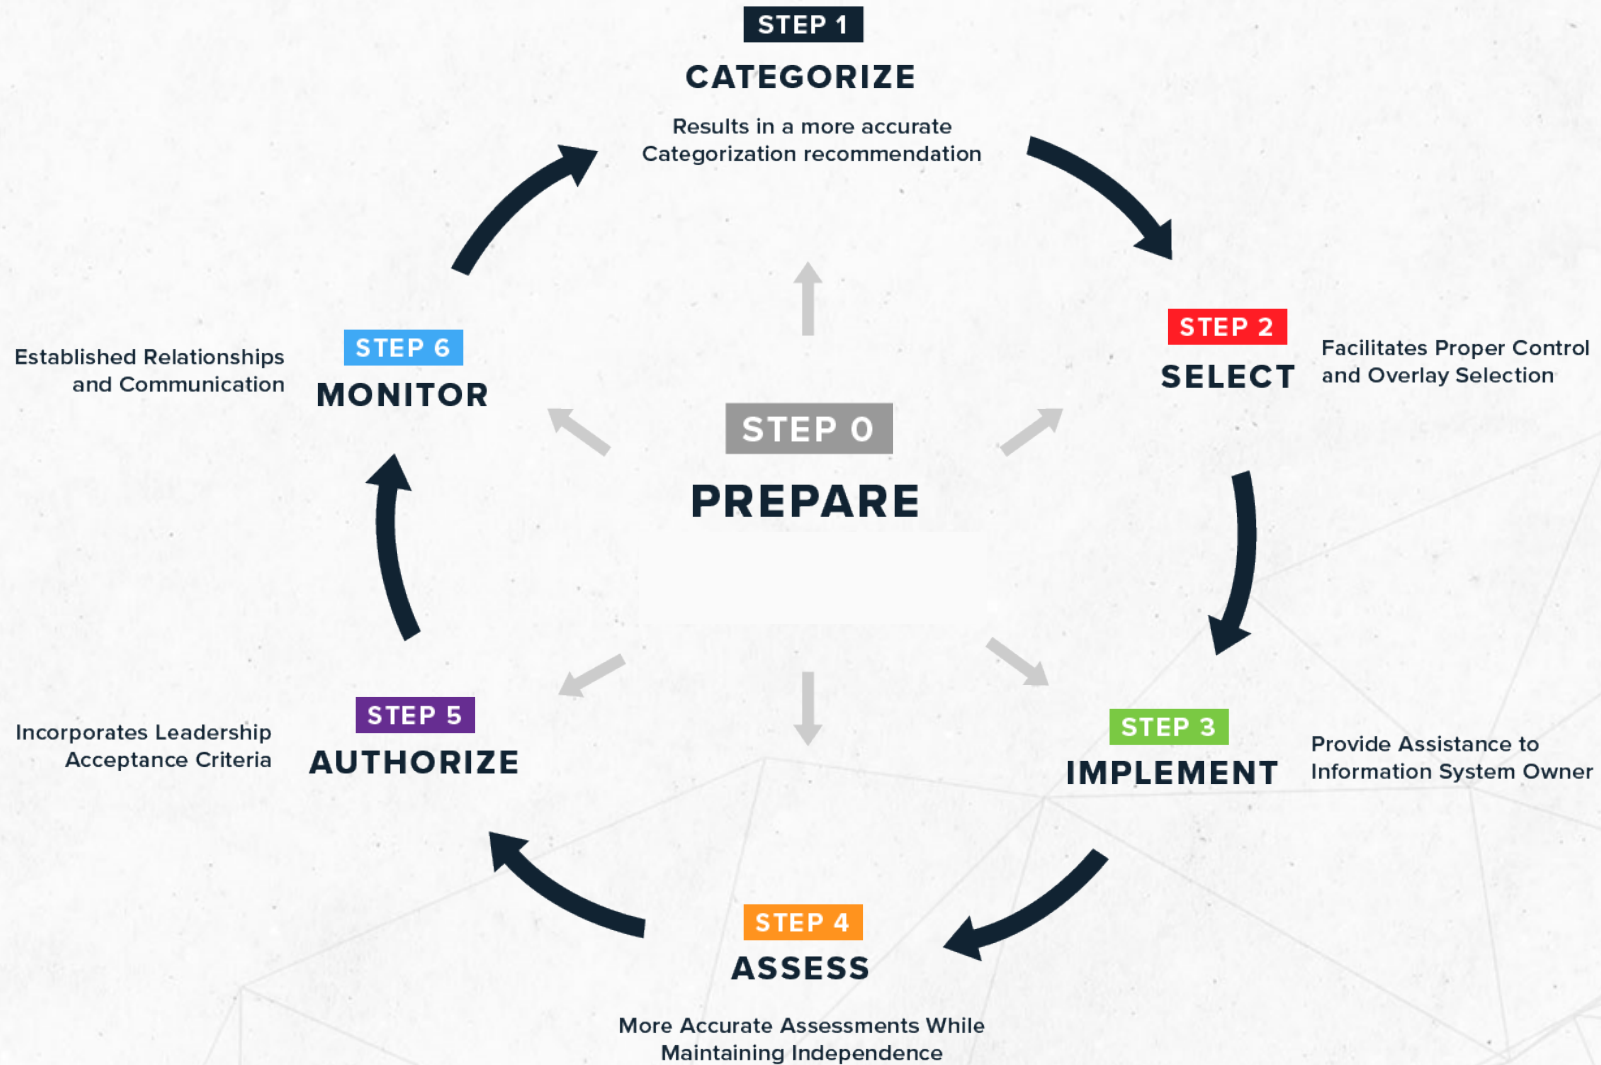 STEP 1
CATEGORIZE
Results in a more accurate
Categorization recommendation
STEP 2
SELECT
Facilitates Proper Control
and Overlay Selection
STEP 3
IMPLEMENT
Provide Assistance to
Information System Owner
STEP 4
ASSESS
More Accurate Assessments While
Maintaining Independence
STEP 5
AUTHORIZE
Incorporates Leadership
Acceptance Criteria
STEP 6
MONITOR
Established Relationships
and Communication
STEP 0
PREPARE